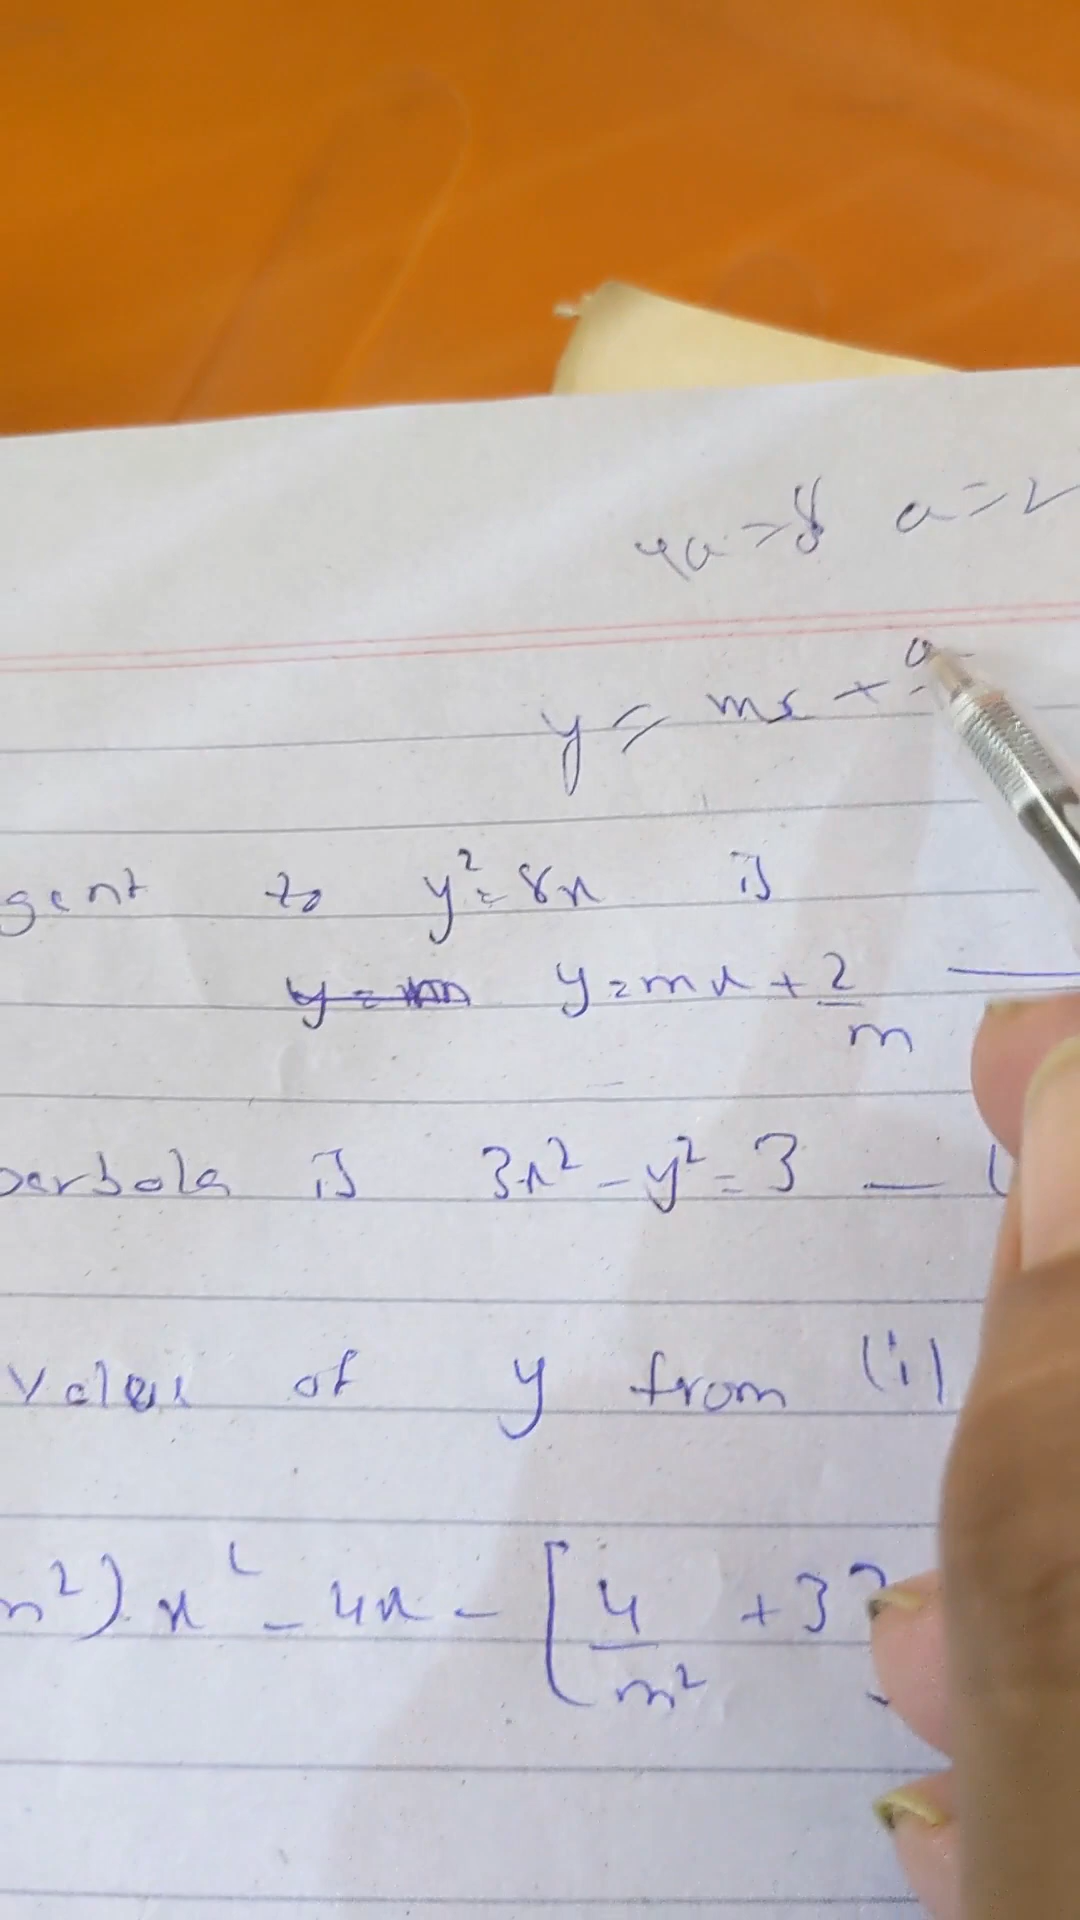 4a = 8 a = 2
y = mx + a
gent to y² = 8x is
y = m y = mx + 2/m
perbola is 3x² - y² = 3 — (
value of y from (i)
m²) x² - 4x - [4/m² + 3]